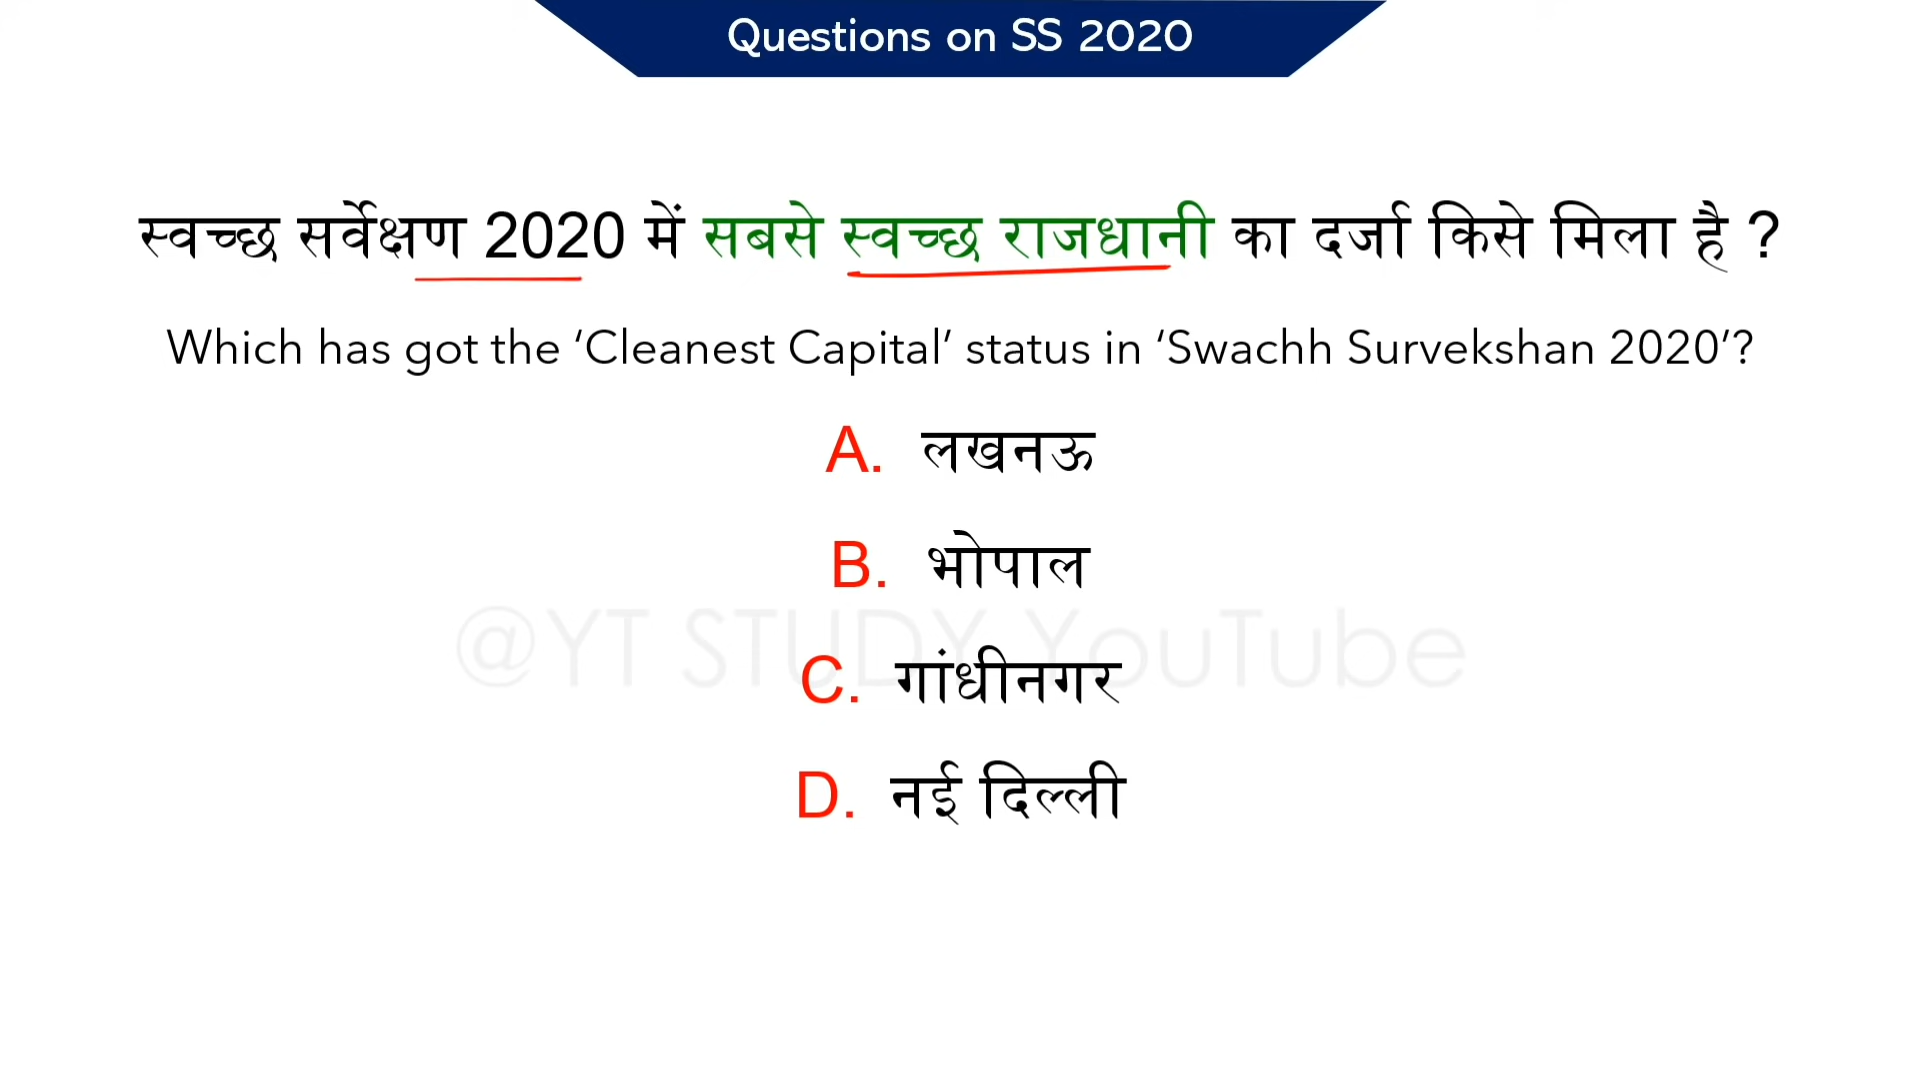 Questions on SS 2020
स्वच्छ सर्वेक्षण 2020 में सबसे स्वच्छ राजधानी का दर्जा किसे मिला है ?
Which has got the ‘Cleanest Capital’ status in ‘Swachh Survekshan 2020’?
A. लखनऊ
B. भोपाल
@YT STUDY YouTube
C. गांधीनगर
D. नई दिल्ली